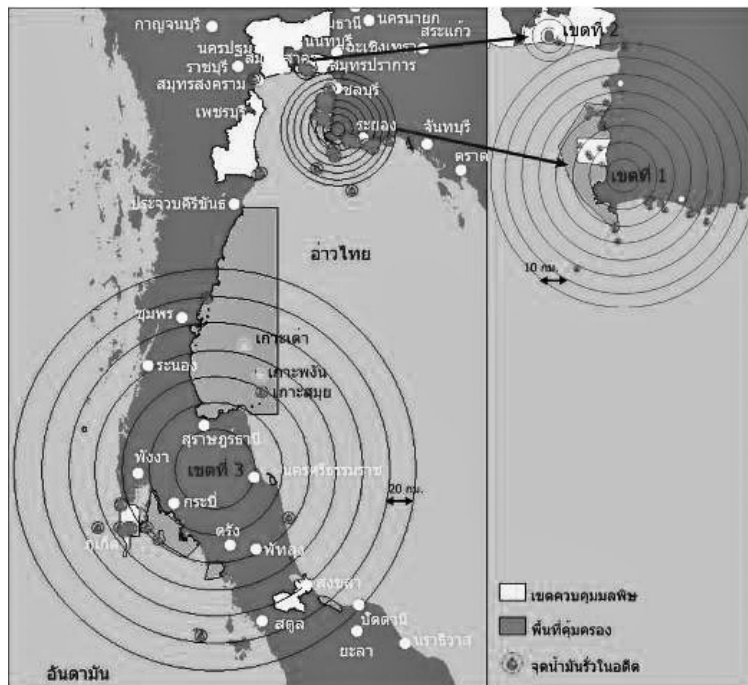 กาญจนบุรี
นครนายก
นครปฐม
นนทบุรี
ฉะเชิงเทรา
สระแก้ว
ราชบุรี
สมุทรปราการ
สมุทรสงคราม
ชลบุรี
เพชรบุรี
ระยอง
จันทบุรี
ตราด
ประจวบคีรีขันธ์
อ่าวไทย
ชุมพร
เกาะเตา
ระนอง
เกาะพงัน
เกาะสมุย
สุราษฎร์ธานี
พังงา
เขตที่ 3
นครศรีธรรมราช
20 กม.
กระบี่
ภูเก็ต
ตรัง
พัทลุง
สงขลา
สตูล
ปัตตานี
ยะลา
นราธิวาส
อันดามัน
เขตที่ 2
เขตที่ 1
10 กม.
เขตควบคุมมลพิษ
พื้นที่คุ้มครอง
จุดน้ำมันรั่วในอดีต